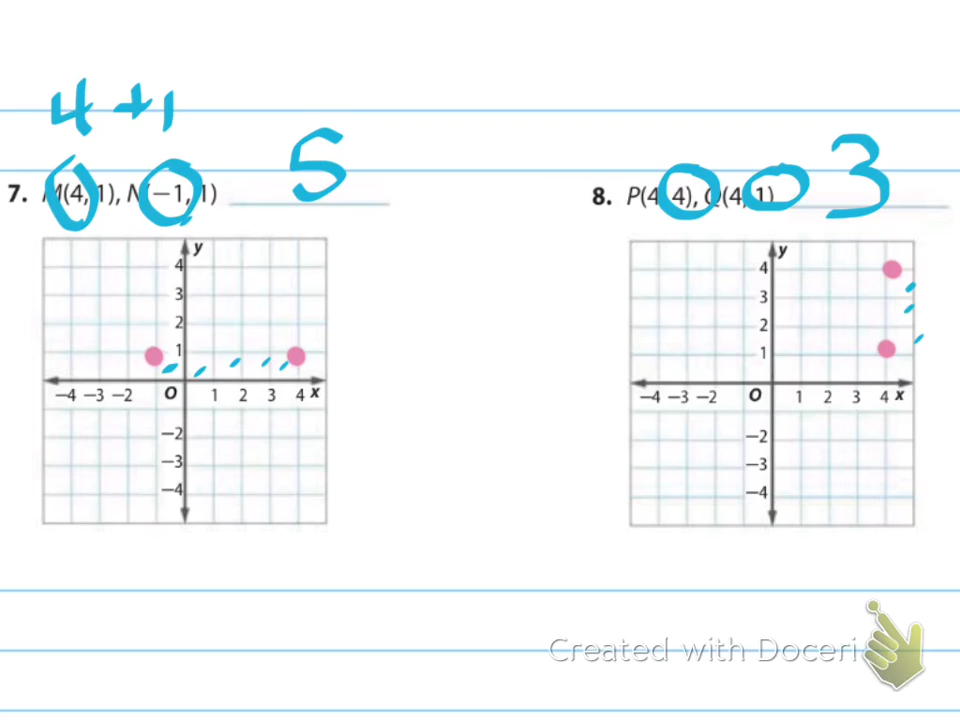 4 +1
7. M(4, 1), N(−1, 1) 5
8. P(4, 4), Q(4, 1) 3
y
4
3
2
1
−4 −3 −2 O 1 2 3 4 x
−2
−3
−4
y
4
3
2
1
−4 −3 −2 O 1 2 3 4 x
−2
−3
−4
Created with Doceri